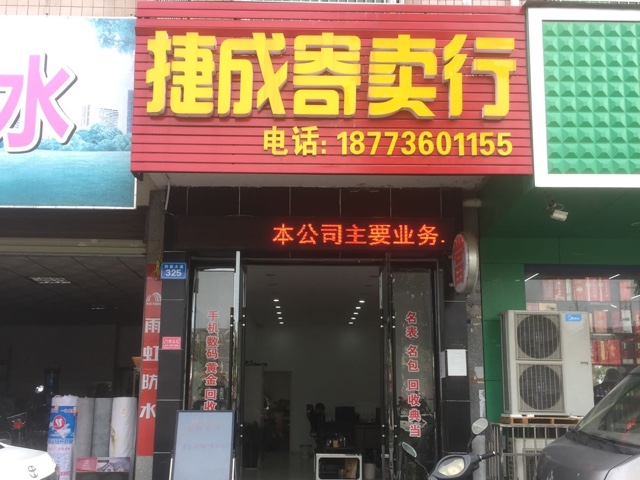 捷成寄卖行
电话: 18773601155
水
本公司主要业务.
325
雨虹防水
手机数码 黄金回收
名表 名包 回收典当
Midea